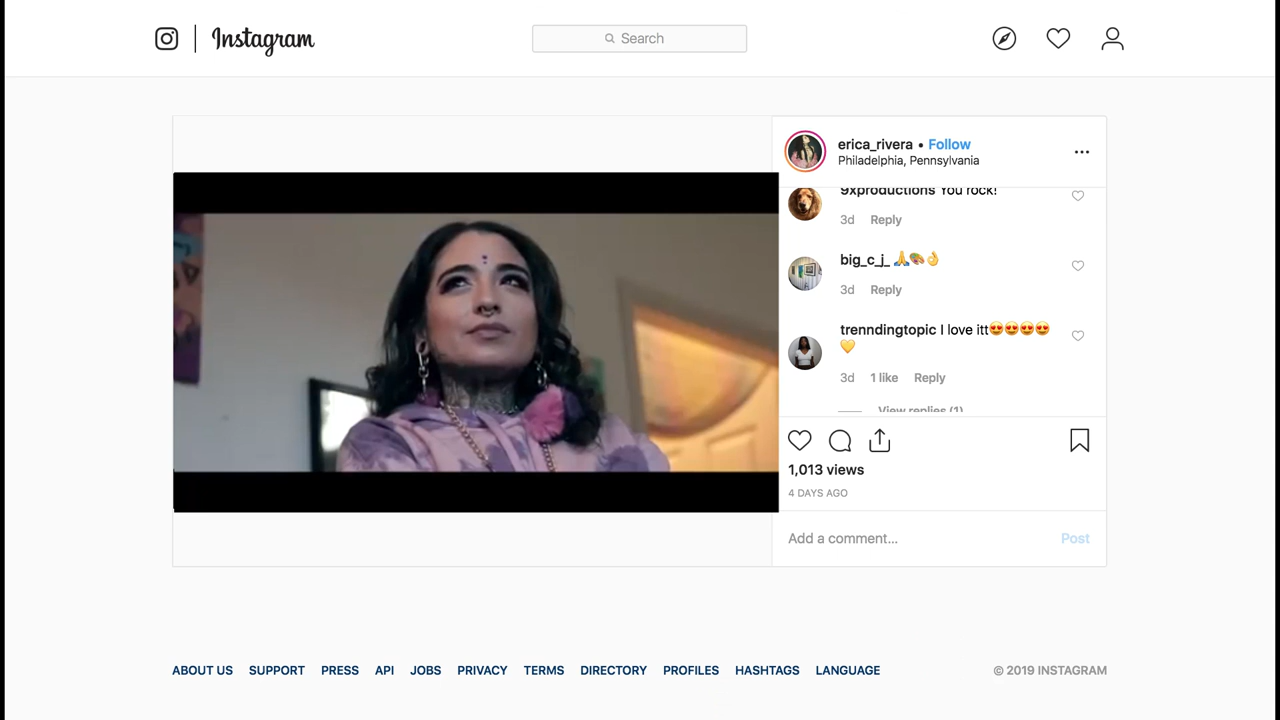 Instagram
Search
erica_rivera • Follow
Philadelphia, Pennsylvania
9xproductions You rock!
3d Reply
big_c_j_ 🙏🎨👌
3d Reply
trenndingtopic I love itt😍😍😍😍
💛
3d 1 like Reply
View replies (1)
1,013 views
4 DAYS AGO
Add a comment... Post
ABOUT US SUPPORT PRESS API JOBS PRIVACY TERMS DIRECTORY PROFILES HASHTAGS LANGUAGE © 2019 INSTAGRAM